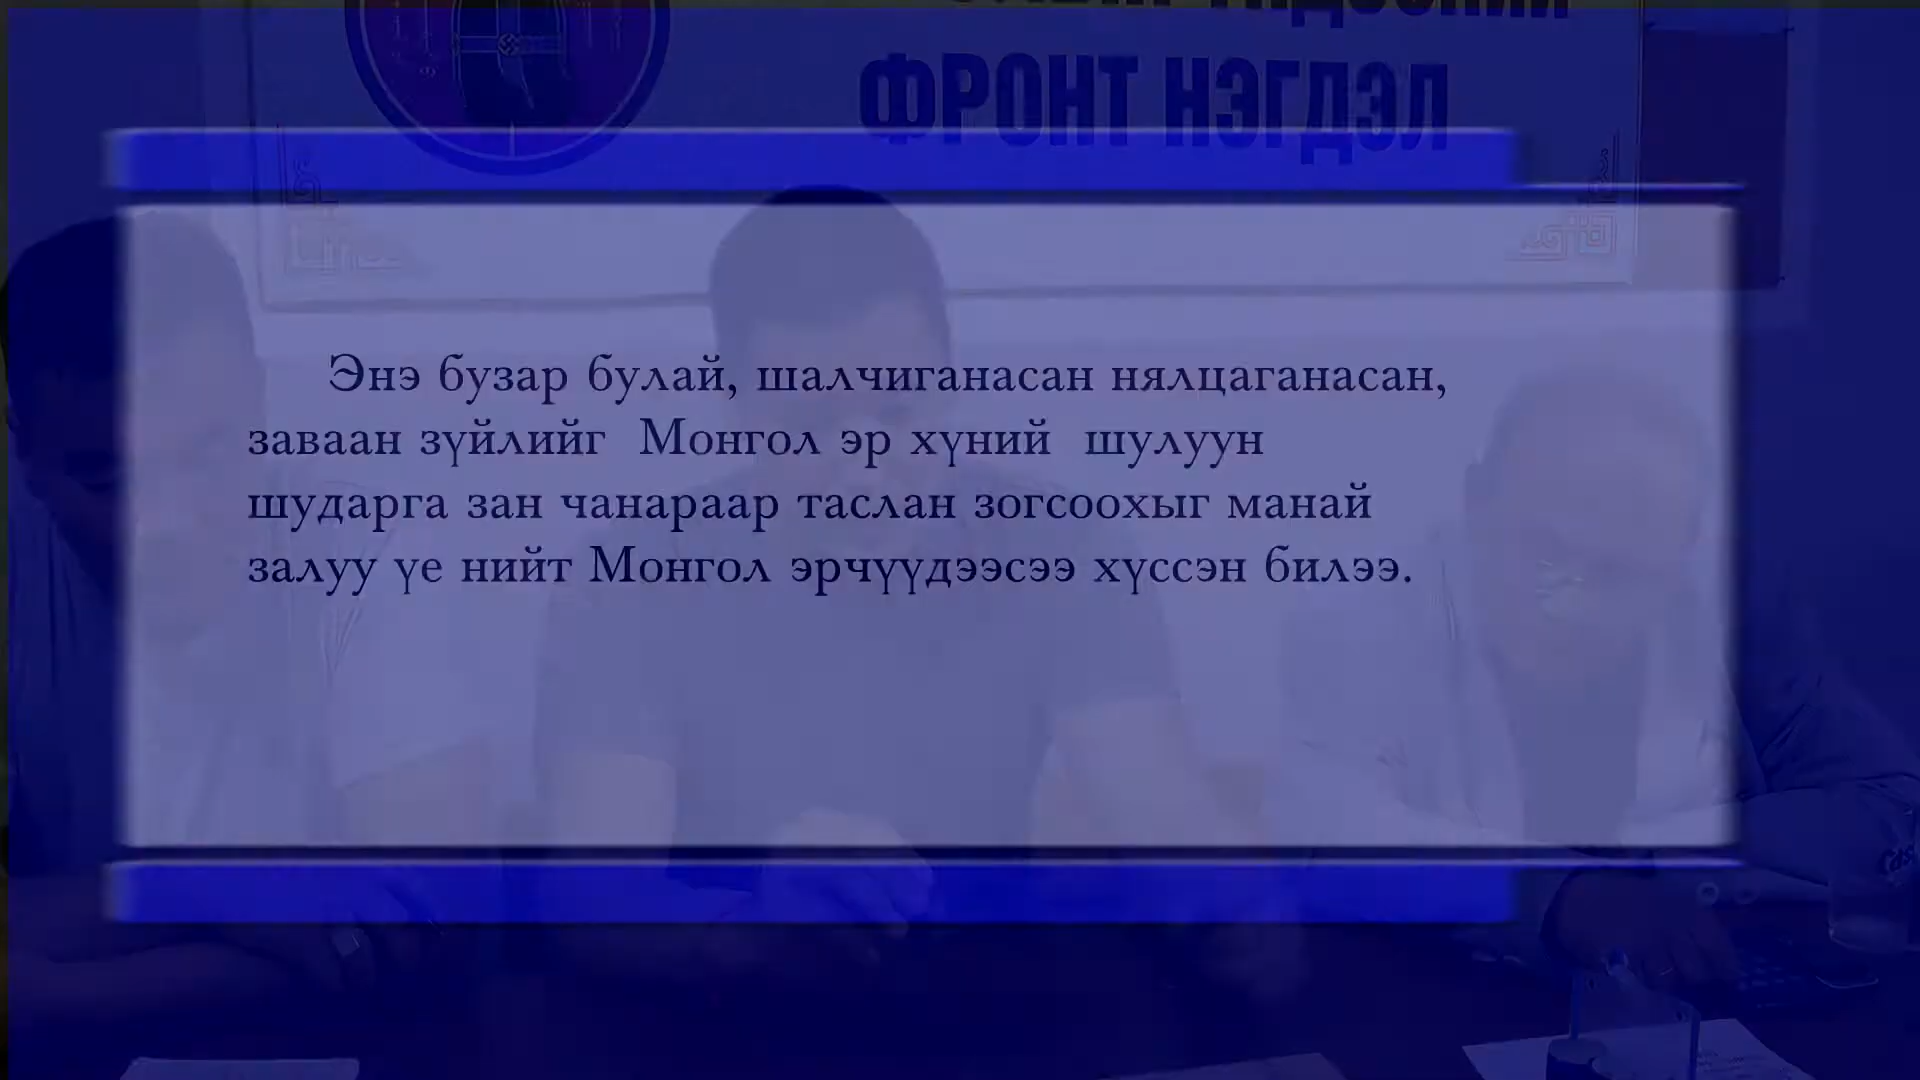 ФРОНТ НЭГДЭЛ
Энэ бузар булай, шалчиганасан нялцаганасан,
заваан зүйлийг Монгол эр хүний шулуун
шударга зан чанараар таслан зогсоохыг манай
залуу үе нийт Монгол эрчүүдээсээ хүссэн билээ.